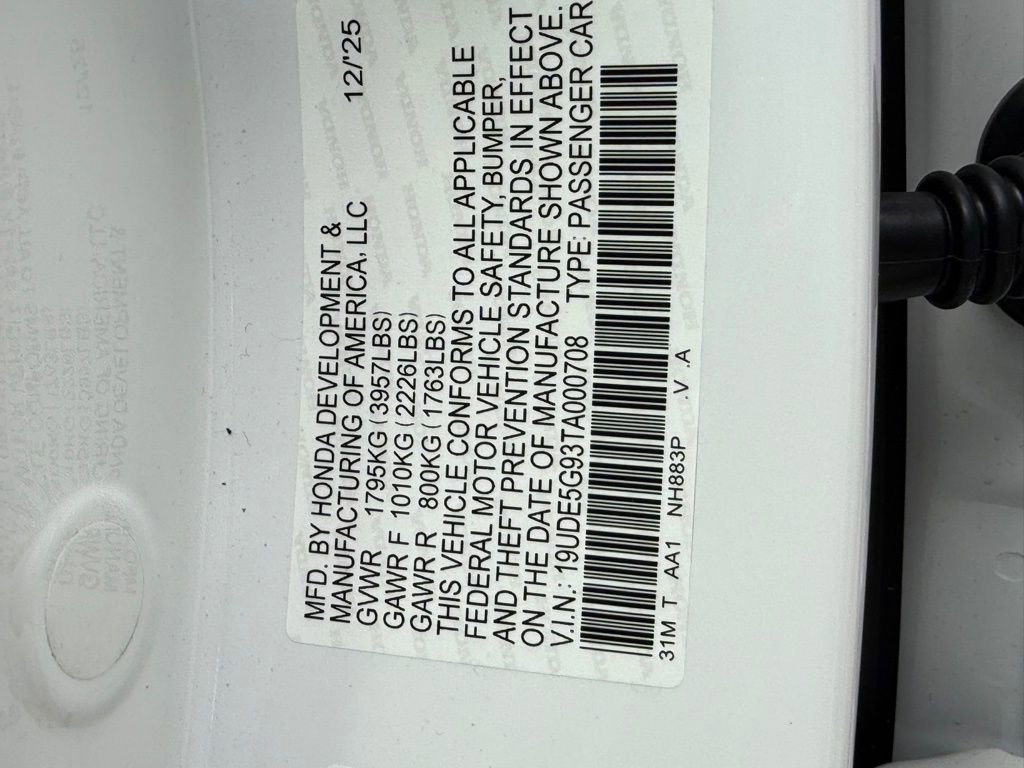 MFD. BY HONDA DEVELOPMENT & 12/'25
MANUFACTURING OF AMERICA, LLC
GVWR 1795KG (3957LBS)
GAWR F 1010KG (2226LBS)
GAWR R 800KG (1763LBS)
THIS VEHICLE CONFORMS TO ALL APPLICABLE
FEDERAL MOTOR VEHICLE SAFETY, BUMPER,
AND THEFT PREVENTION STANDARDS IN EFFECT
ON THE DATE OF MANUFACTURE SHOWN ABOVE.
V.I.N.: 19UDE5G93TA000708 TYPE: PASSENGER CAR
31M T AA1 NH883P .V .A